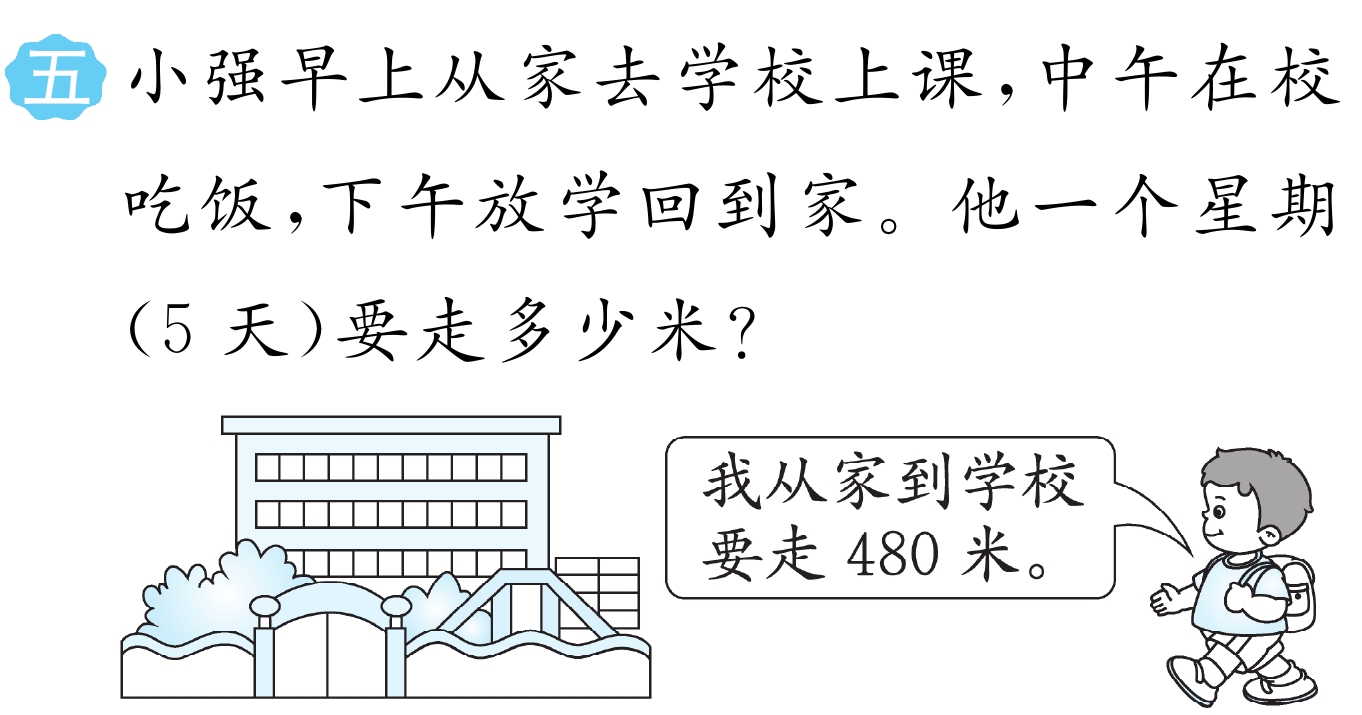 五 小强早上从家去学校上课,中午在校
吃饭,下午放学回到家。他一个星期
(5 天)要走多少米?
我从家到学校
要走 480 米。